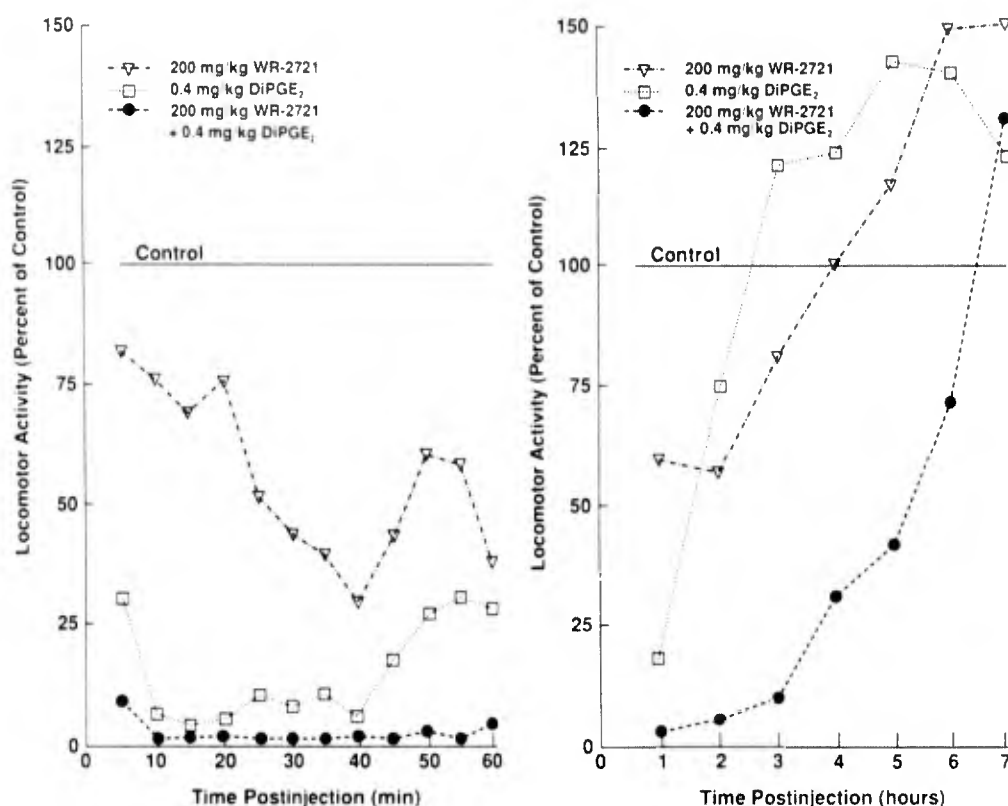 150
125
100
75
50
25
0
Locomotor Activity (Percent of Control)
200 mg/kg WR-2721
0.4 mg/kg DiPGE₂
200 mg/kg WR-2721
+ 0.4 mg/kg DiPGE₂
Control
0 10 20 30 40 50 60
Time Postinjection (min)
150
125
100
75
50
25
0
Locomotor Activity (Percent of Control)
200 mg/kg WR-2721
0.4 mg/kg DiPGE₂
200 mg/kg WR-2721
+ 0.4 mg/kg DiPGE₂
Control
0 1 2 3 4 5 6 7
Time Postinjection (hours)